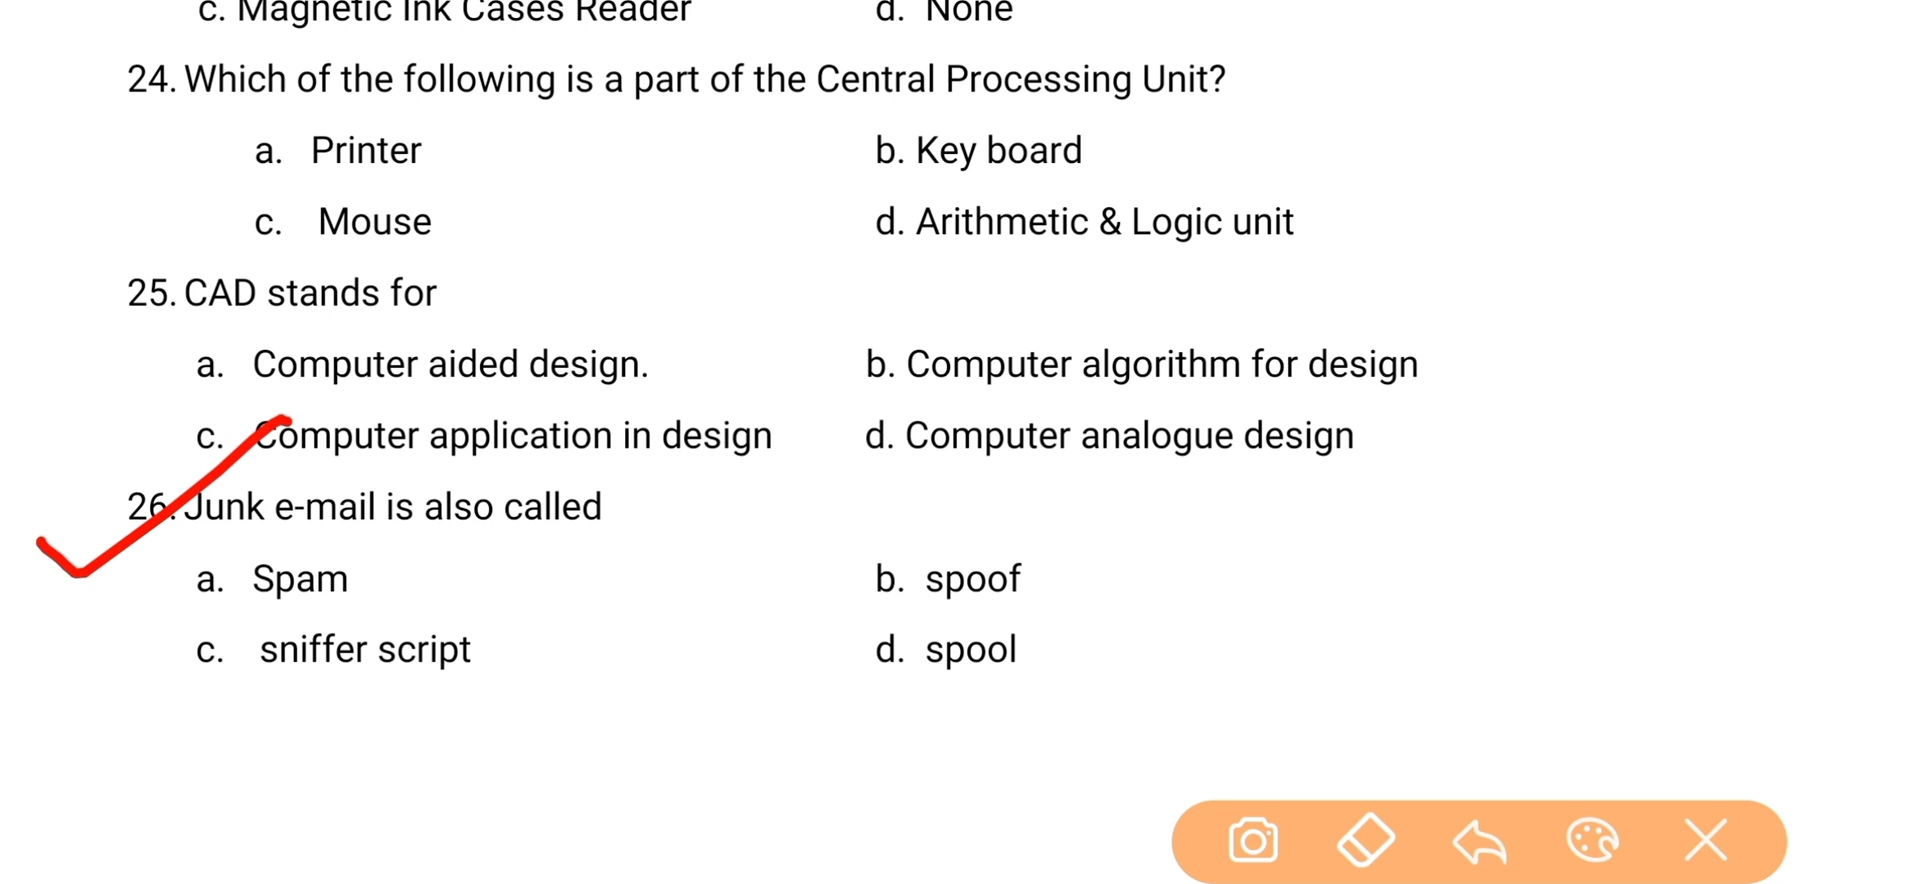 c. Magnetic Ink Cases Reader d. None
24. Which of the following is a part of the Central Processing Unit?
a. Printer b. Key board
c. Mouse d. Arithmetic & Logic unit
25. CAD stands for
a. Computer aided design. b. Computer algorithm for design
c. Computer application in design d. Computer analogue design
26. Junk e-mail is also called
a. Spam b. spoof
c. sniffer script d. spool